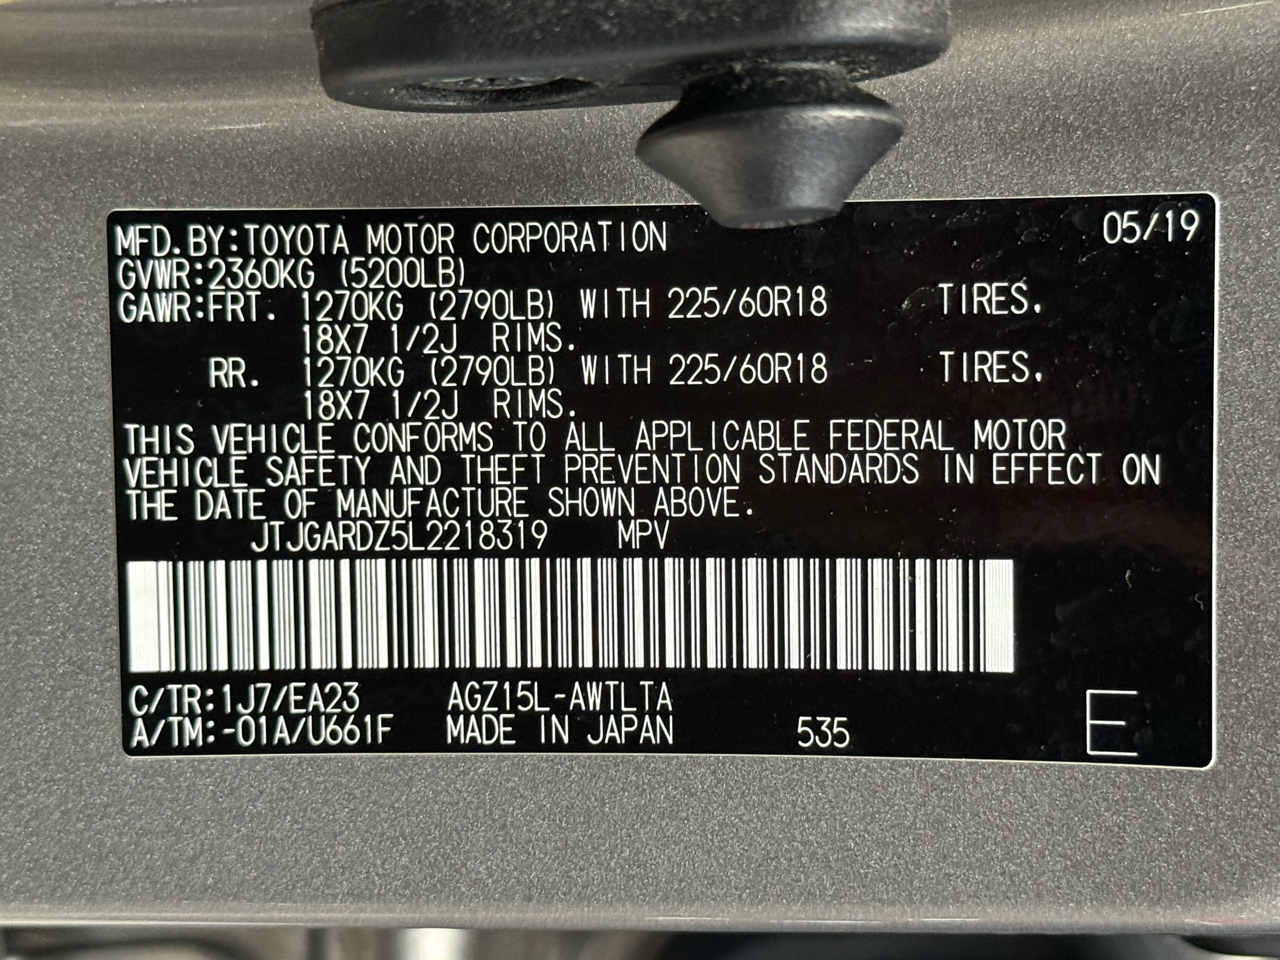 MFD.BY:TOYOTA MOTOR CORPORATION 05/19
GVWR:2360KG (5200LB)
GAWR:FRT. 1270KG (2790LB) WITH 225/60R18 TIRES.
18X7 1/2J RIMS.
RR. 1270KG (2790LB) WITH 225/60R18 TIRES.
18X7 1/2J RIMS.
THIS VEHICLE CONFORMS TO ALL APPLICABLE FEDERAL MOTOR
VEHICLE SAFETY AND THEFT PREVENTION STANDARDS IN EFFECT ON
THE DATE OF MANUFACTURE SHOWN ABOVE.
JTJGARDZ5L2218319 MPV
C/TR:1J7/EA23 AGZ15L-AWTLTA
A/TM:-01A/U661F MADE IN JAPAN 535 E